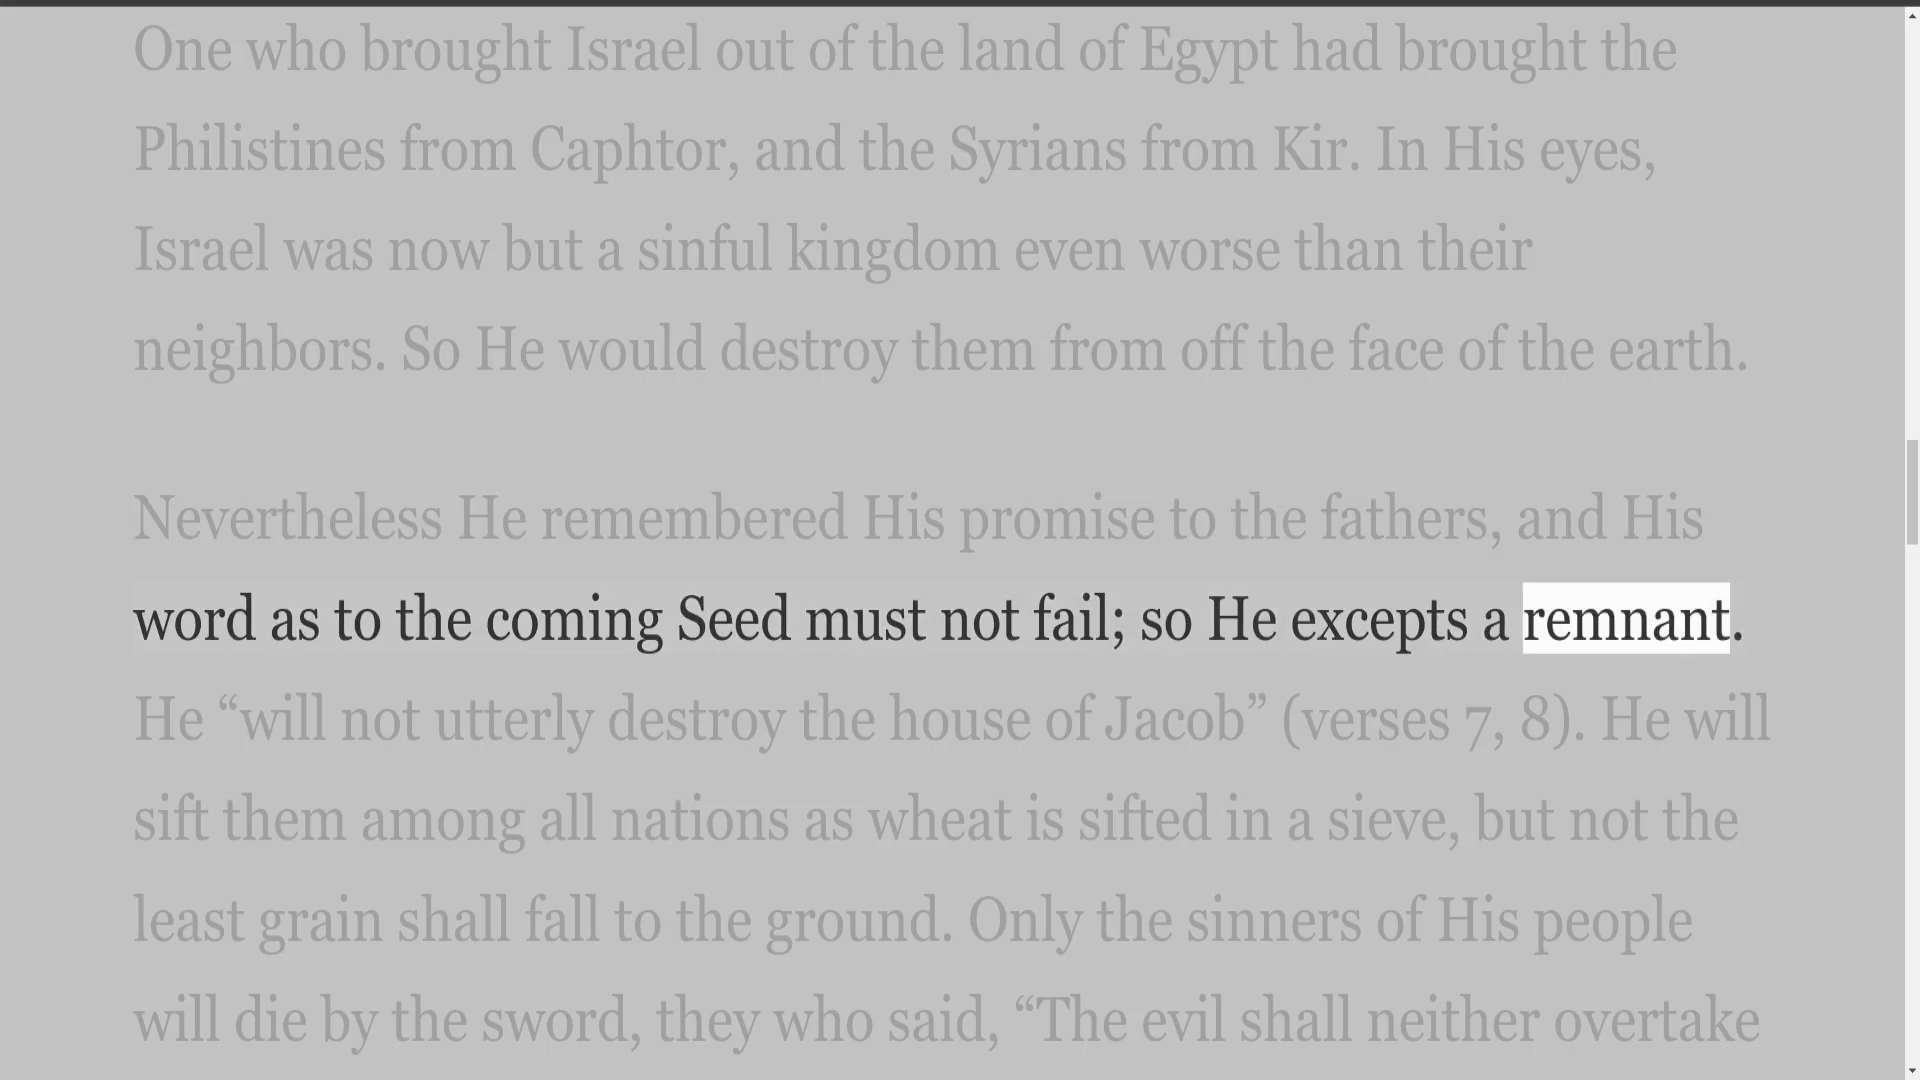 One who brought Israel out of the land of Egypt had brought the
Philistines from Caphtor, and the Syrians from Kir. In His eyes,
Israel was now but a sinful kingdom even worse than their
neighbors. So He would destroy them from off the face of the earth.
Nevertheless He remembered His promise to the fathers, and His
word as to the coming Seed must not fail; so He excepts a remnant.
He “will not utterly destroy the house of Jacob” (verses 7, 8). He will
sift them among all nations as wheat is sifted in a sieve, but not the
least grain shall fall to the ground. Only the sinners of His people
will die by the sword, they who said, “The evil shall neither overtake